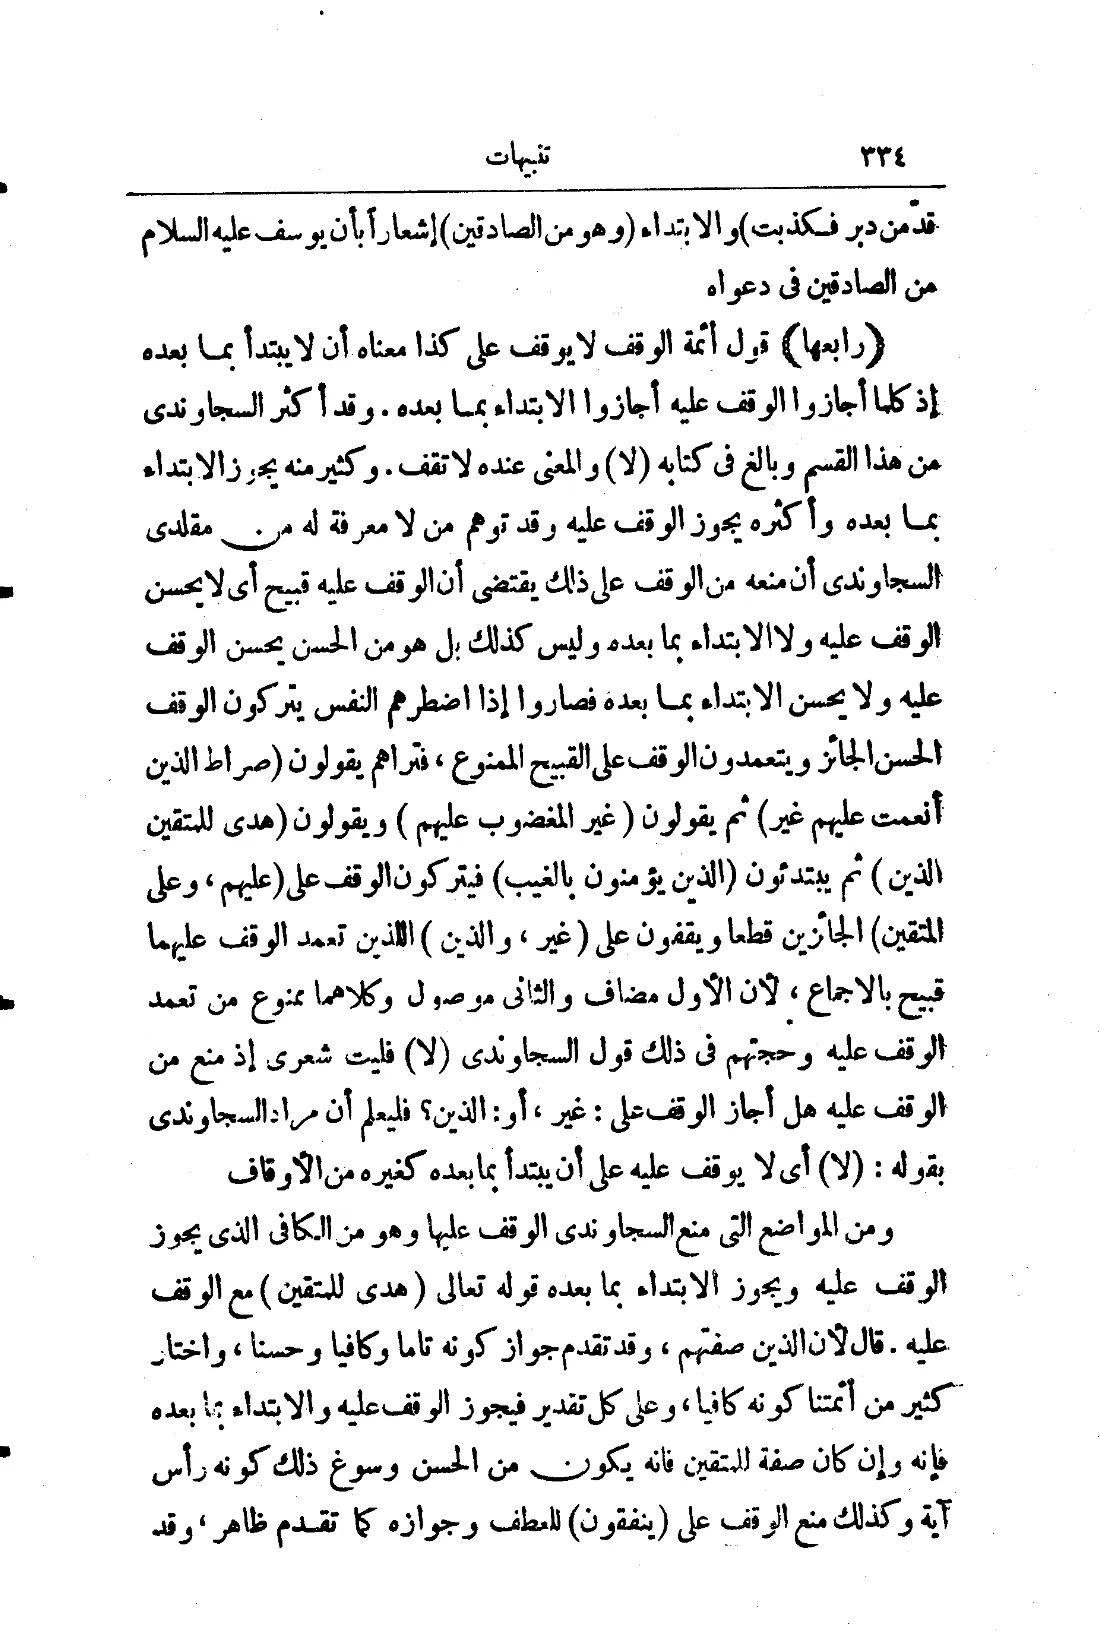 ٣٣٤ تنبيهات
قدّ من دبر فكذبت) والابتداء (وهو من الصادقين) إشعاراً بأن يوسف عليه السلام
من الصادقين فى دعواه
(رابعها) قول أئمة الوقف لا يوقف على كذا معناه أن لا يبتدأ بما بعده
إذ كلما أجازوا الوقف عليه أجازوا الابتداء بما بعده . وقد أكثر السجاوندى
من هذا القسم وبالغ فى كتابه (لا) والمعنى عنده لا تقف . وكثير منه يجوز الابتداء
بما بعده وأكثره يجوز الوقف عليه وقد توهم من لا معرفة له من مقلدى
السجاوندى أن منعه من الوقف على ذلك يقتضى أن الوقف عليه قبيح أى لا يحسن
الوقف عليه ولا الابتداء بما بعده وليس كذلك بل هو من الحسن يحسن الوقف
عليه ولا يحسن الابتداء بما بعده فصاروا إذا اضطرهم النفس يتركون الوقف
الحسن الجائز ويتعمدون الوقف على القبيح الممنوع ، فتراهم يقولون (صراط الذين
أنعمت عليهم غير) ثم يقولون (غير المغضوب عليهم) ويقولون (هدى للمتقين
الذين) ثم يبتدئون (الذين يؤمنون بالغيب) فيتركون الوقف على (عليهم ، وعلى
المتقين) الجائزين قطعا ويقفون على (غير ، والذين) اللذين تعمد الوقف عليهما
قبيح بالاجماع ، لأن الأول مضاف والثانى موصول وكلاهما ممنوع من تعمد
الوقف عليه وحجتهم فى ذلك قول السجاوندى (لا) فليت شعرى إذ منع من
الوقف عليه هل أجاز الوقف على : غير ، أو: الذين؟ فليعلم أن مراد السجاوندى
بقوله : (لا) أى لا يوقف عليه على أن يبتدأ بما بعده كغيره من الأوقاف
ومن المواضع التى منع السجاوندى الوقف عليها وهو من الكافى الذى يجوز
الوقف عليه ويجوز الابتداء بما بعده قوله تعالى (هدى للمتقين) مع الوقف
عليه . قال لأن الذين صفتهم ، وقد تقدم جواز كونه تاما وكافيا وحسنا ، واختار
كثير من أئمتنا كونه كافيا ، وعلى كل تقدير فيجوز الوقف عليه والابتداء بما بعده
فإنه وإن كان صفة للمتقين فانه يكون من الحسن وسوغ ذلك كونه رأس
آية وكذلك منع الوقف على (ينفقون) للعطف وجوازه كما تقدم ظاهر ، وقد